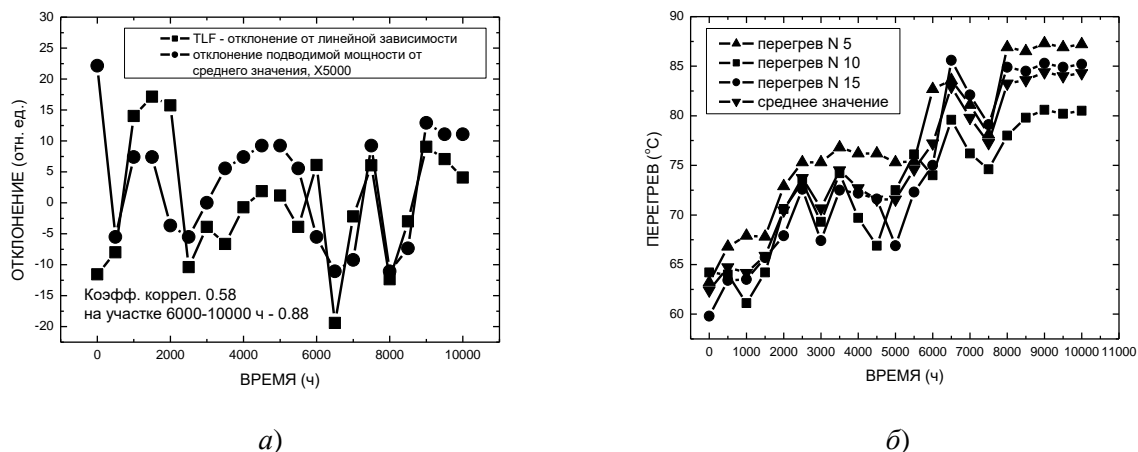 30
25
20
15
10
5
0
-5
-10
-15
-20
ОТКЛОНЕНИЕ (отн. ед.)
TLF - отклонение от линейной зависимости
отклонение подводимой мощности от
среднего значения, X5000
Коэфф. коррел. 0.58
на участке 6000-10000 ч - 0.88
0 2000 4000 6000 8000 10000
ВРЕМЯ (ч)
а)
90
85
80
75
70
65
60
ПЕРЕГРЕВ (°C)
перегрев N 5
перегрев N 10
перегрев N 15
среднее значение
0 1000 2000 3000 4000 5000 6000 7000 8000 9000 10000 11000
ВРЕМЯ (ч)
б)